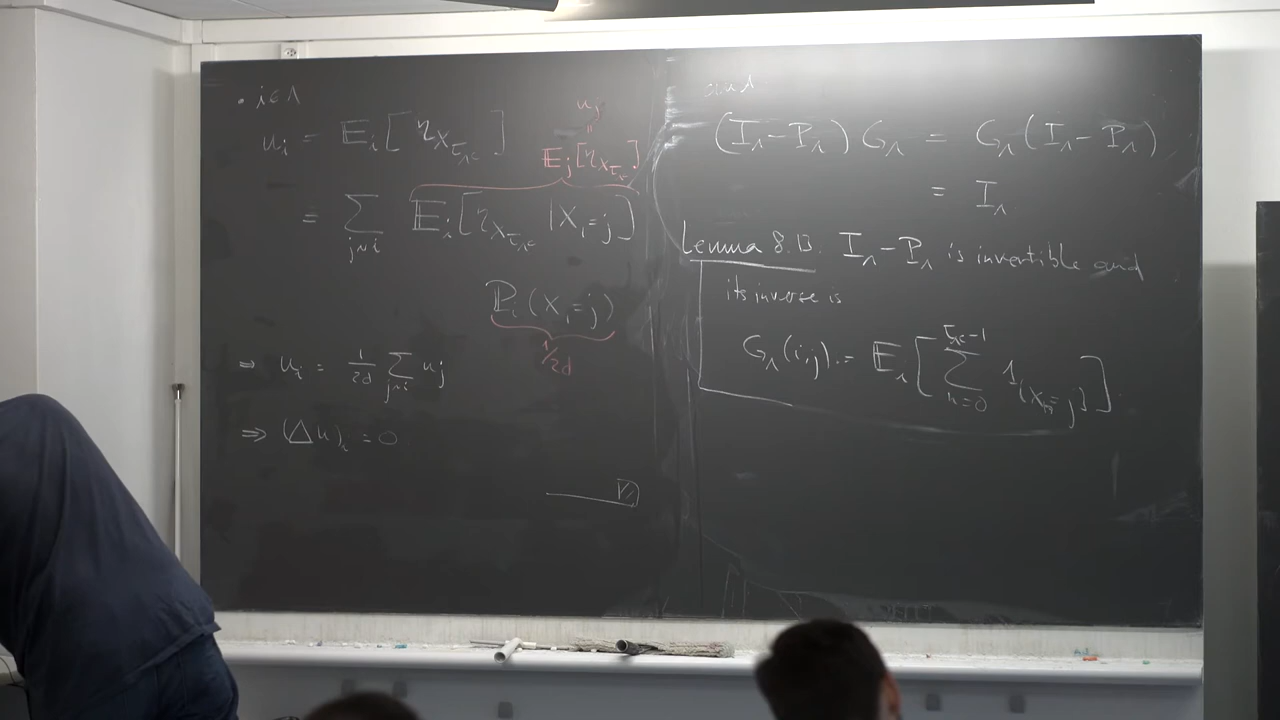 • i∈Λ
u_i = 𝔼_i[η_{X_{τ_{Λ^c}}}]
u_j
=
𝔼_j[η_{X_{τ_{Λ^c}}}]
= Σ_{j∼i} 𝔼_i[η_{X_{τ_{Λ^c}}} | X_1=j]
ℙ_i(X_1=j)
1/2d
⇒ u_i = 1/2d Σ_{j∼i} u_j
⇒ (Δu)_i = 0
and
(I_Λ-P_Λ)G_Λ = G_Λ(I_Λ-P_Λ)
= I_Λ
Lemma 8.13. I_Λ-P_Λ is invertible and
its inverse is
G_Λ(i,j) := 𝔼_i[Σ_{n=0}^{τ_{Λ^c}-1} 1_{{X_n=j}}].